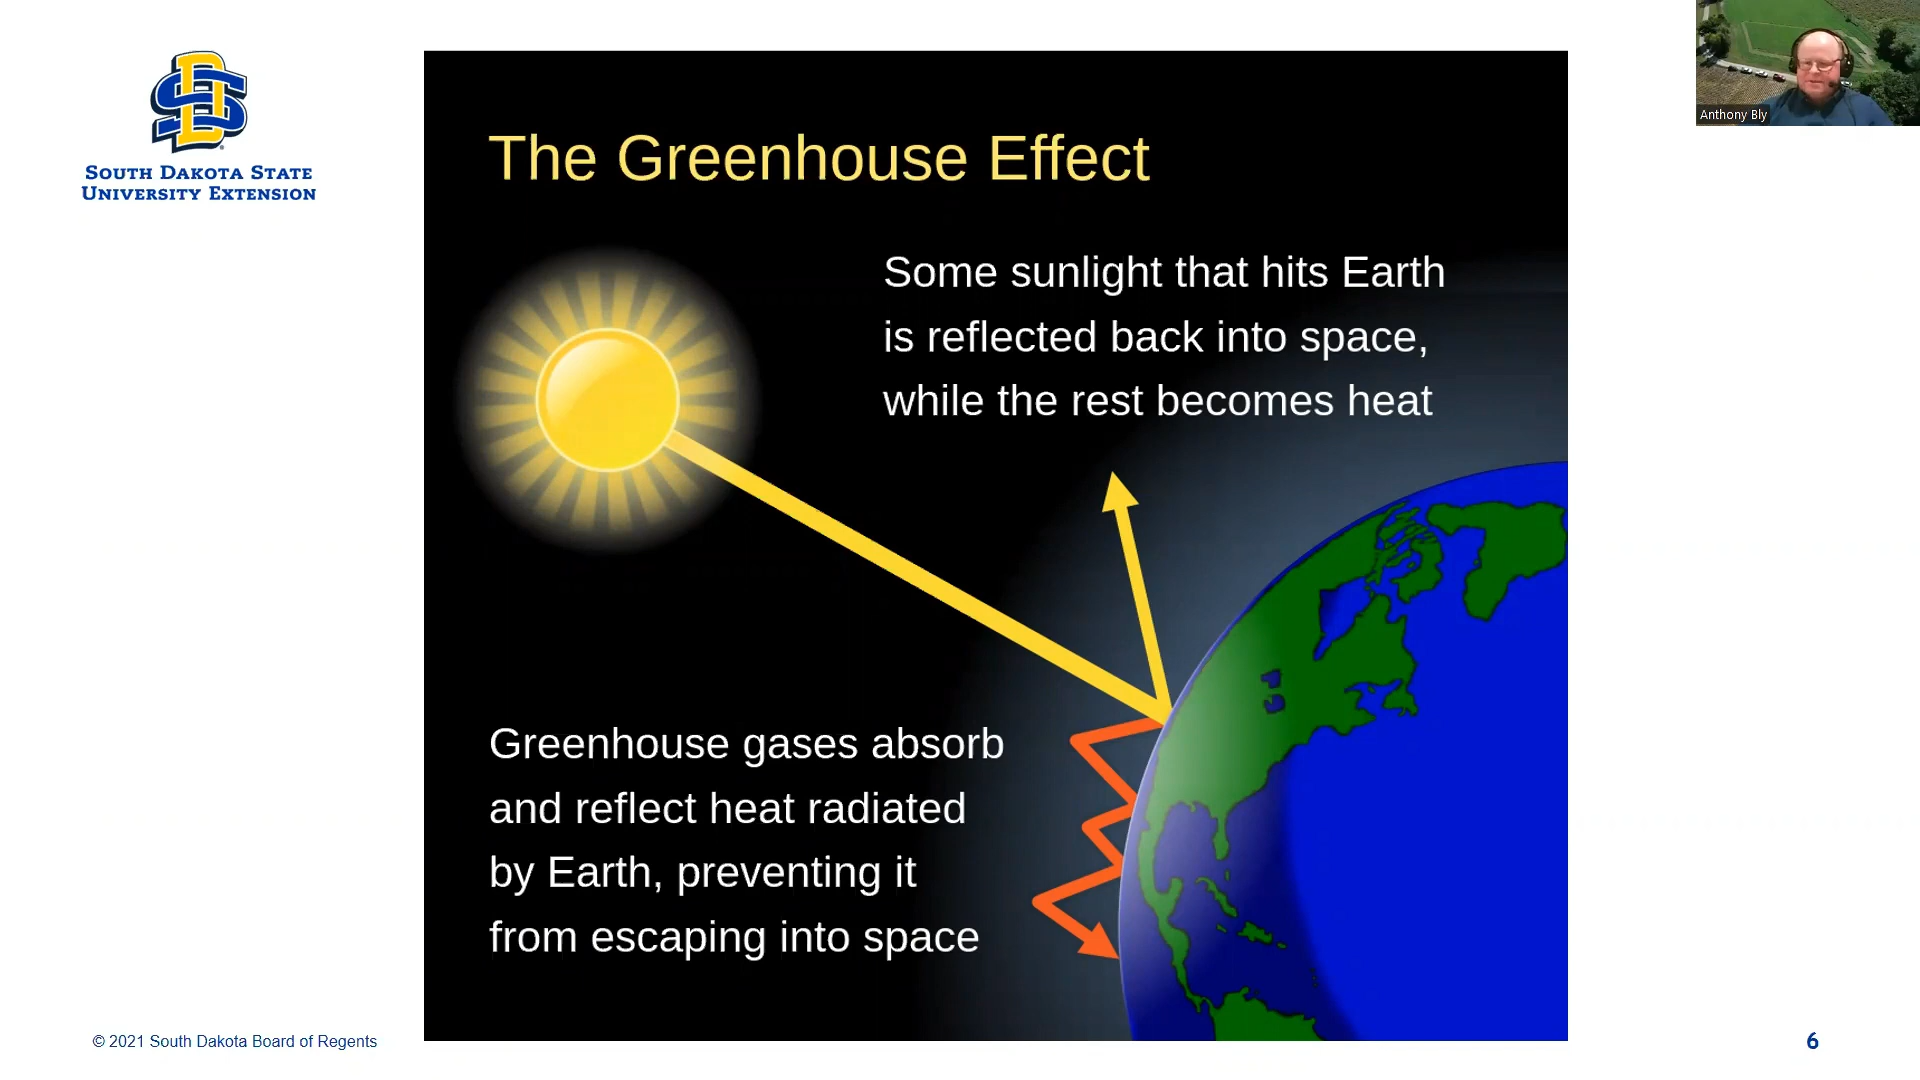 SD
SOUTH DAKOTA STATE
UNIVERSITY EXTENSION
The Greenhouse Effect
Some sunlight that hits Earth
is reflected back into space,
while the rest becomes heat
Greenhouse gases absorb
and reflect heat radiated
by Earth, preventing it
from escaping into space
Anthony Bly
© 2021 South Dakota Board of Regents
6